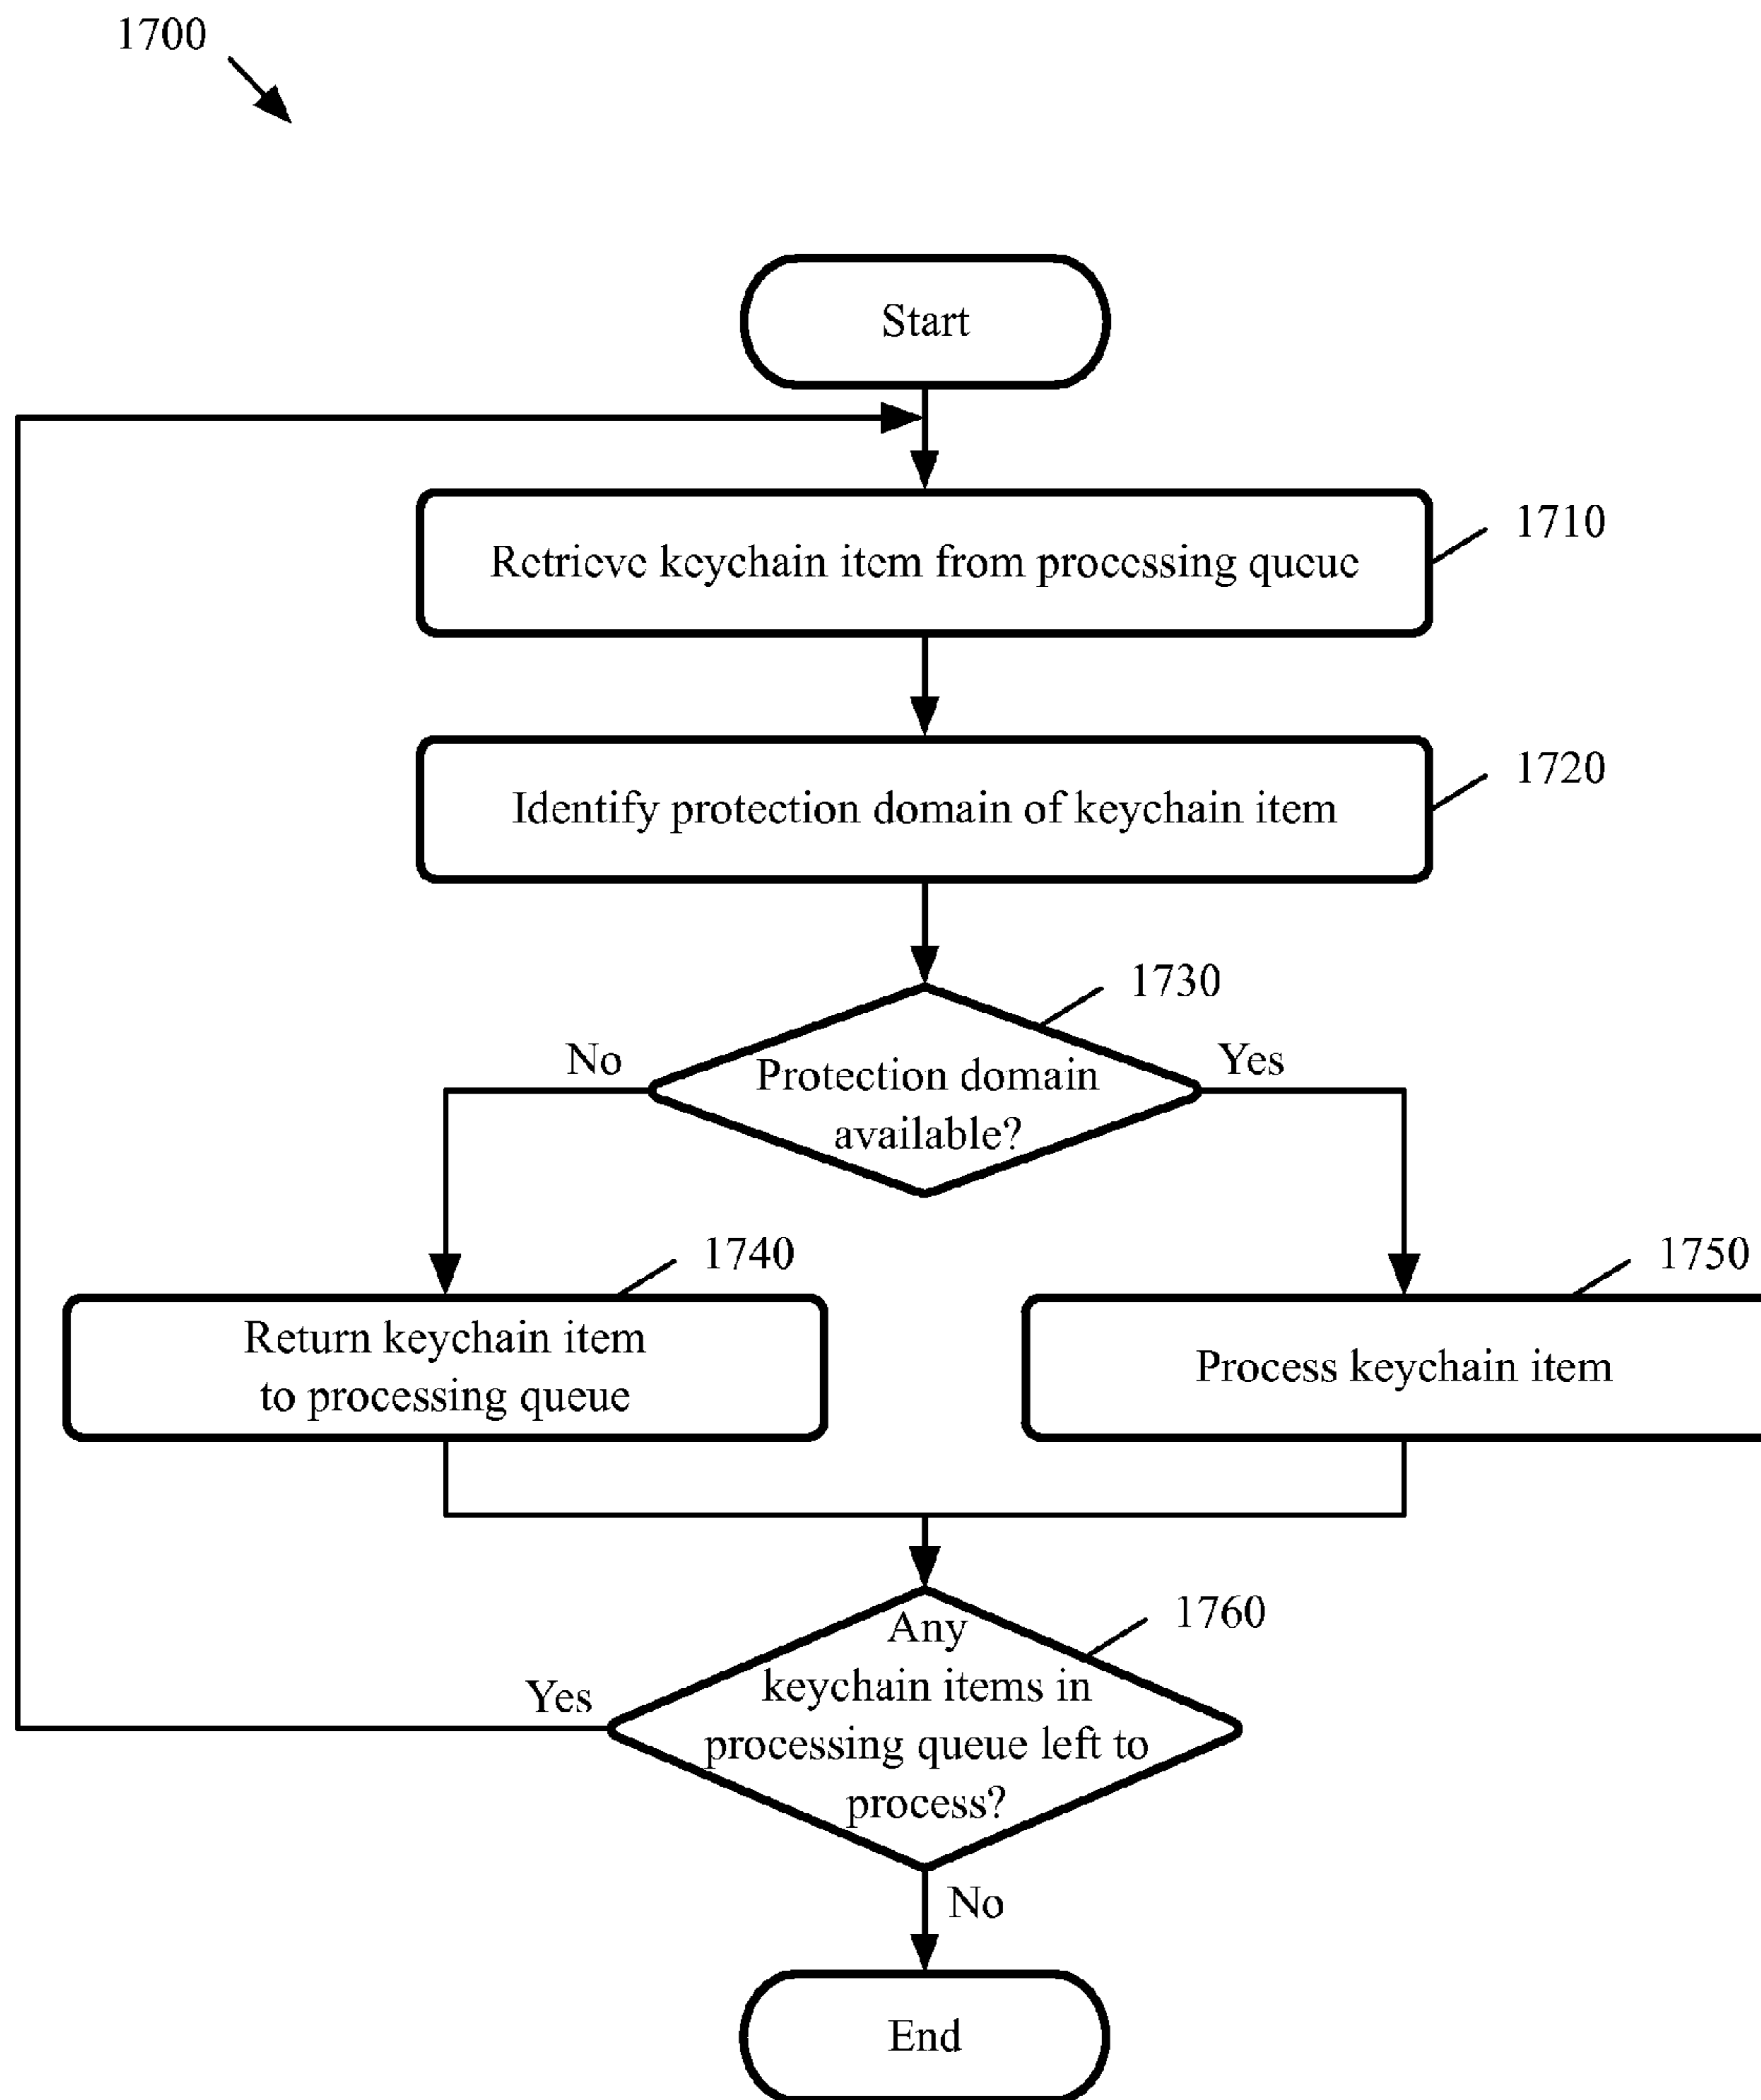 1700
Start
Retrieve keychain item from processing queue
1710
Identify protection domain of keychain item
1720
1730
No
Yes
Protection domain
available?
1740
1750
Return keychain item
to processing queue
Process keychain item
1760
Any
keychain items in
processing queue left to
process?
Yes
No
End